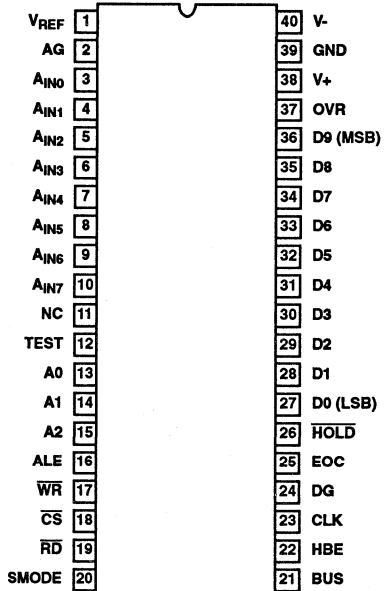 VREF 1 40 V-
AG 2 39 GND
AIN0 3 38 V+
AIN1 4 37 OVR
AIN2 5 36 D9 (MSB)
AIN3 6 35 D8
AIN4 7 34 D7
AIN5 8 33 D6
AIN6 9 32 D5
AIN7 10 31 D4
NC 11 30 D3
TEST 12 29 D2
A0 13 28 D1
A1 14 27 D0 (LSB)
A2 15 26 H̅O̅L̅D̅
ALE 16 25 EOC
W̅R̅ 17 24 DG
C̅S̅ 18 23 CLK
R̅D̅ 19 22 HBE
SMODE 20 21 BUS